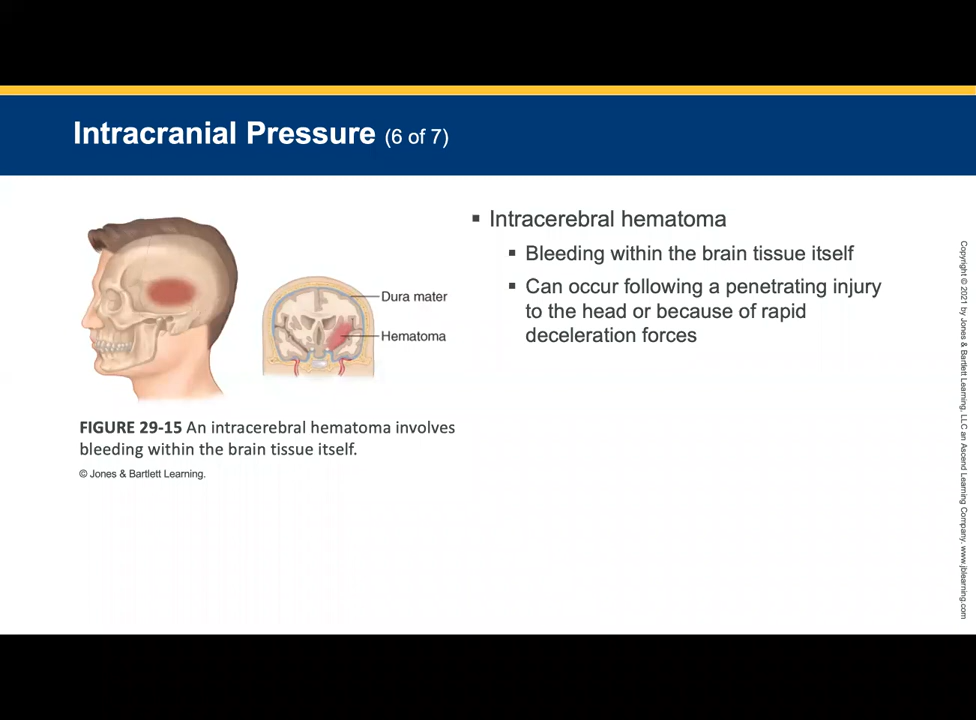 Intracranial Pressure (6 of 7)
Dura mater
Hematoma
FIGURE 29-15 An intracerebral hematoma involves
bleeding within the brain tissue itself.
© Jones & Bartlett Learning.
▪ Intracerebral hematoma
▪ Bleeding within the brain tissue itself
▪ Can occur following a penetrating injury
to the head or because of rapid
deceleration forces
Copyright © 2021 by Jones & Bartlett Learning, LLC an Ascend Learning Company. www.jblearning.com